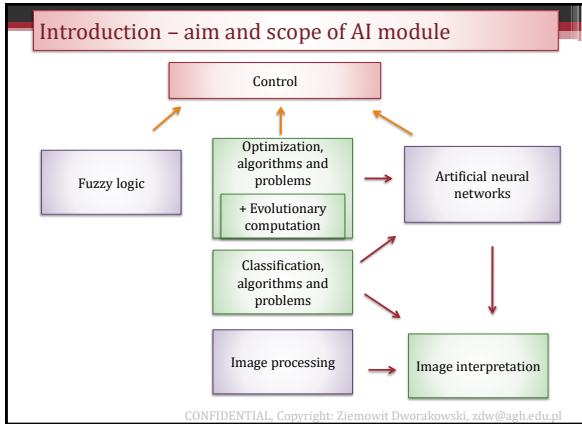 Introduction – aim and scope of AI module
Control
Optimization,
algorithms and
problems
Fuzzy logic
+ Evolutionary
computation
Artificial neural
networks
Classification,
algorithms and
problems
Image processing
Image interpretation
CONFIDENTIAL, Copyright: Ziemowit Dworakowski, zdw@agh.edu.pl